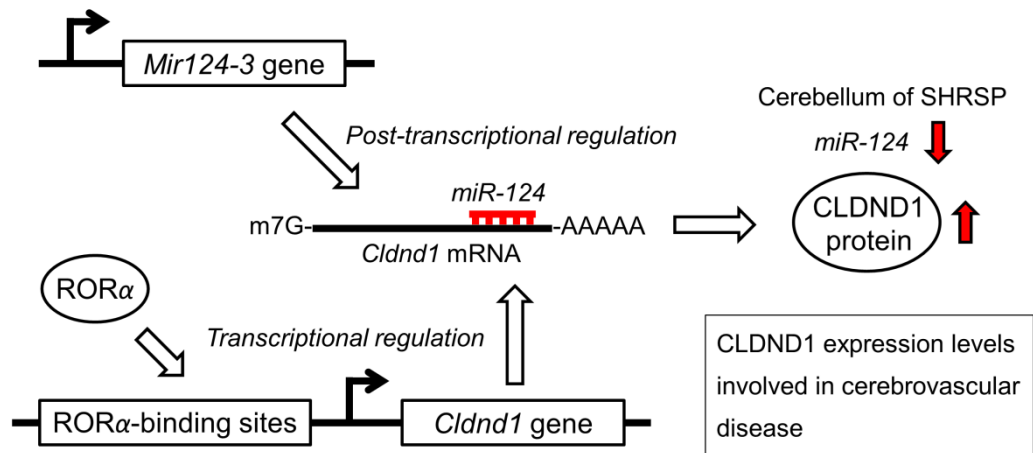 Mir124-3 gene
Cerebellum of SHRSP
Post-transcriptional regulation
miR-124
miR-124
CLDND1
protein
m7G-
-AAAAA
Cldnd1 mRNA
RORα
Transcriptional regulation
CLDND1 expression levels
involved in cerebrovascular
disease
RORα-binding sites
Cldnd1 gene